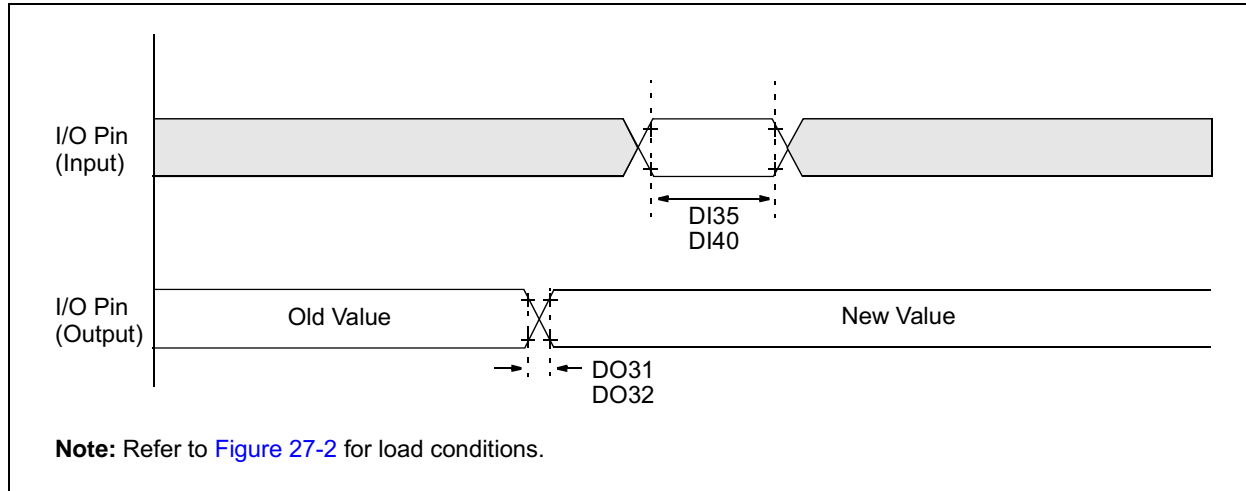 I/O Pin
(Input)
DI35
DI40
I/O Pin
(Output)
Old Value
New Value
DO31
DO32
Note: Refer to Figure 27-2 for load conditions.